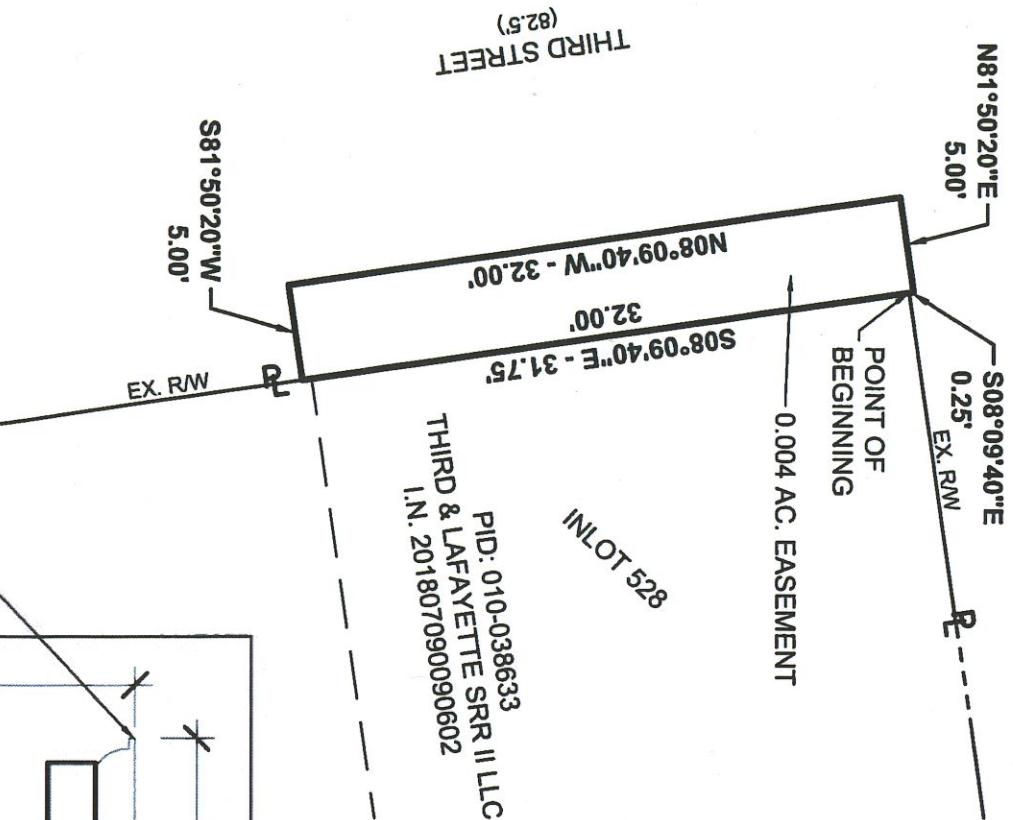 THIRD STREET
(82.5')
N81°50'20"E
5.00'
S08°09'40"E
0.25'
EX. R/W
PL
POINT OF
BEGINNING
0.004 AC. EASEMENT
N08°09'40"W - 32.00'
32.00'
S08°09'40"E - 31.75'
S81°50'20"W
5.00'
EX. R/W
PL
INLOT 528
PID: 010-038633
THIRD & LAFAYETTE SRR II LLC
I.N. 201807090090602